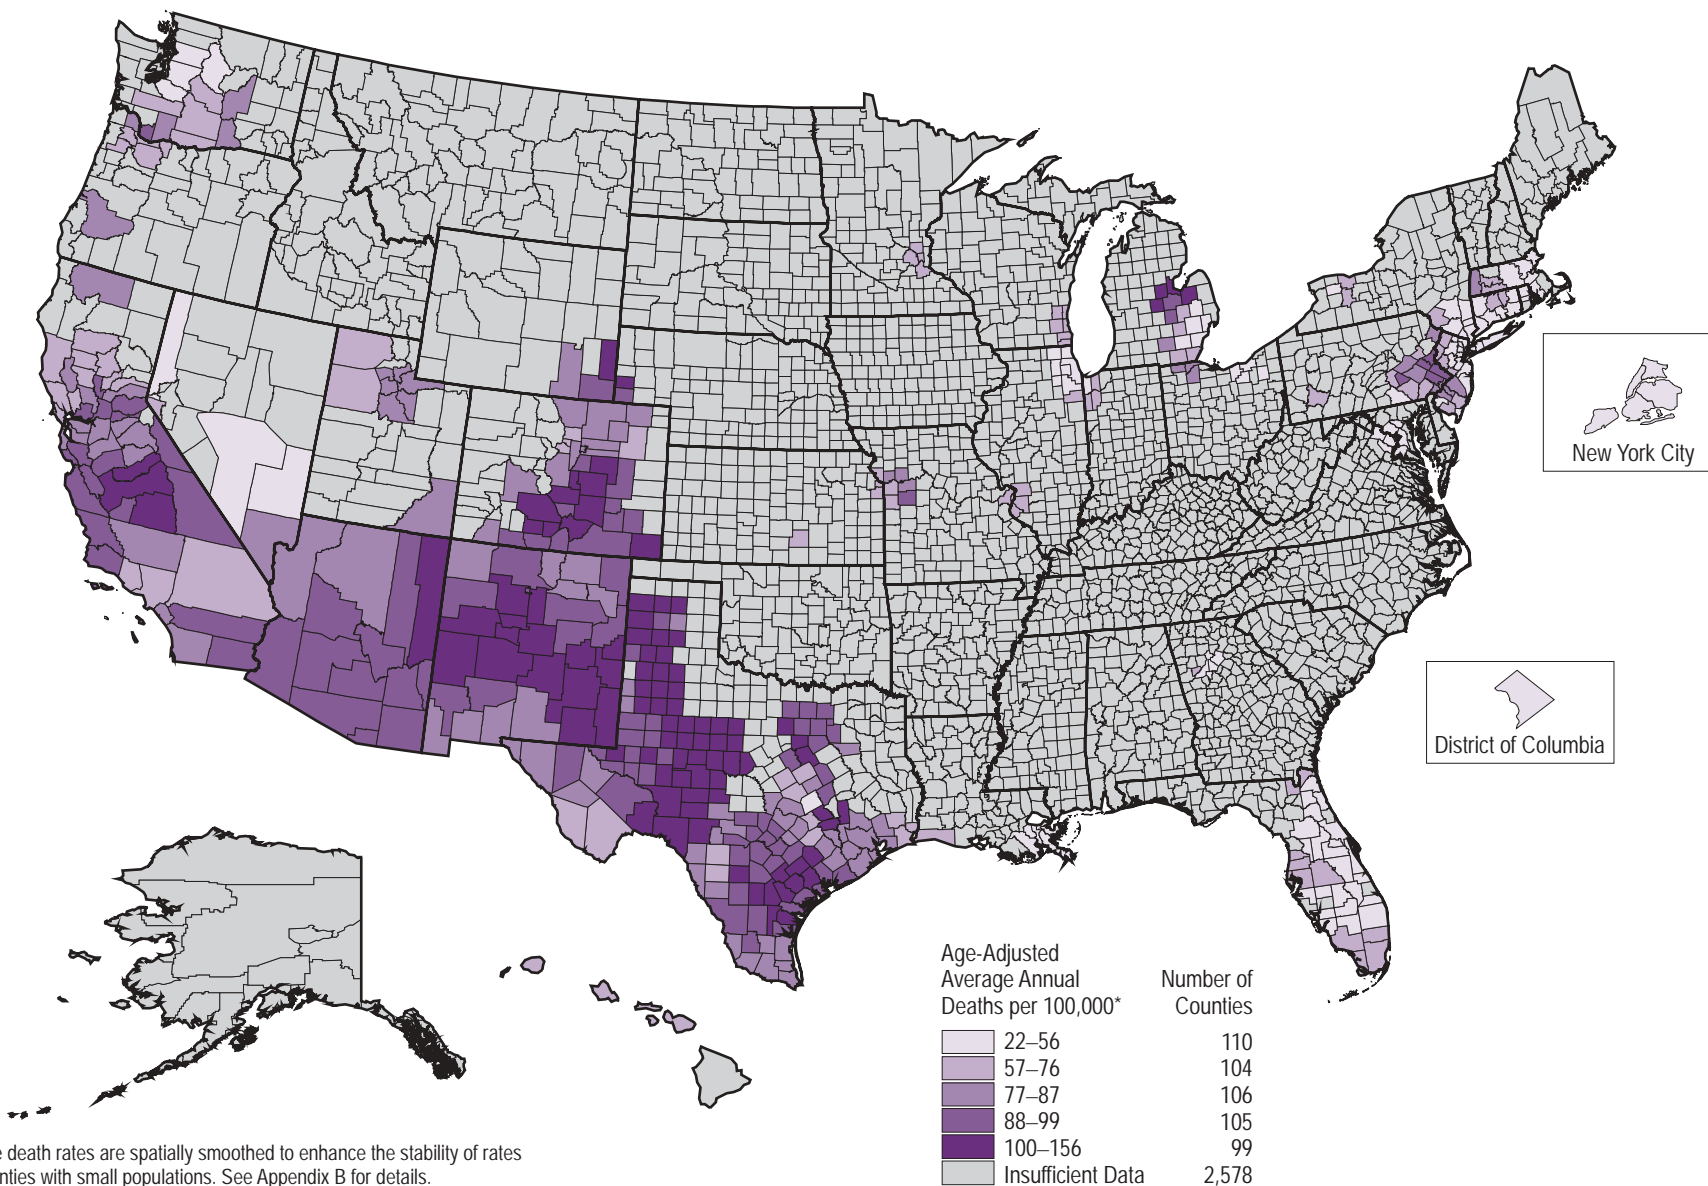 New York City
District of Columbia
Age-Adjusted
Average Annual Number of
Deaths per 100,000* Counties
22–56 110
57–76 104
77–87 106
88–99 105
100–156 99
Insufficient Data 2,578
death rates are spatially smoothed to enhance the stability of rates
with small populations. See Appendix B for details.